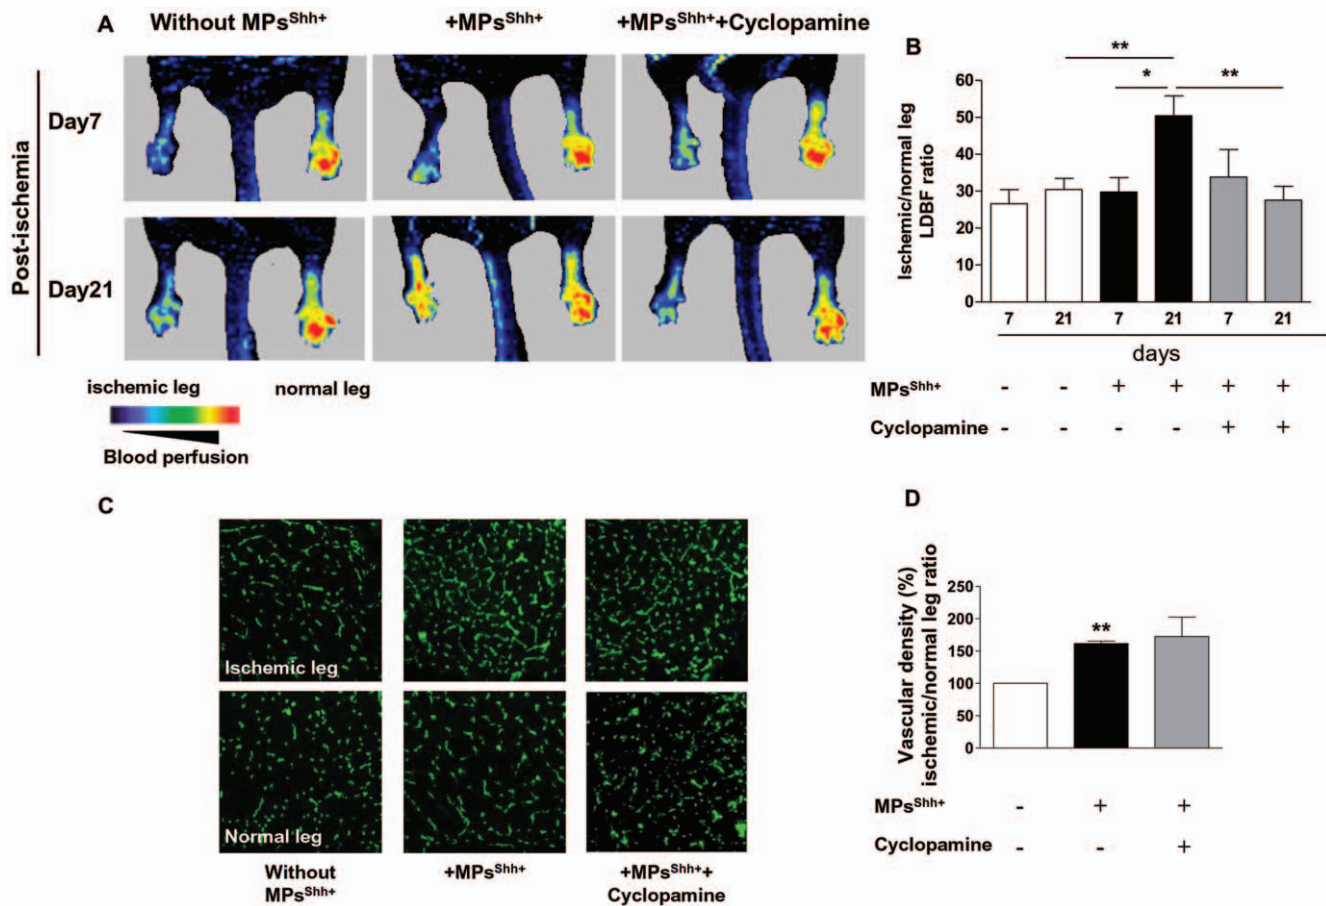 A
Without MPsShh+
+MPsShh+
+MPsShh++Cyclopamine
Post-ischemia
Day7
Day21
ischemic leg
normal leg
Blood perfusion
B
Ischemic/normal leg
LDBF ratio
60
50
40
30
20
10
0
**
*
**
7 21 7 21 7 21
days
MPsShh+ - - + + + +
Cyclopamine - - - - + +
C
Ischemic leg
Normal leg
Without
MPsShh+
+MPsShh+
+MPsShh++
Cyclopamine
D
Vascular density (%)
ischemic/normal leg ratio
250
200
150
100
50
0
**
MPsShh+ - + +
Cyclopamine - - +